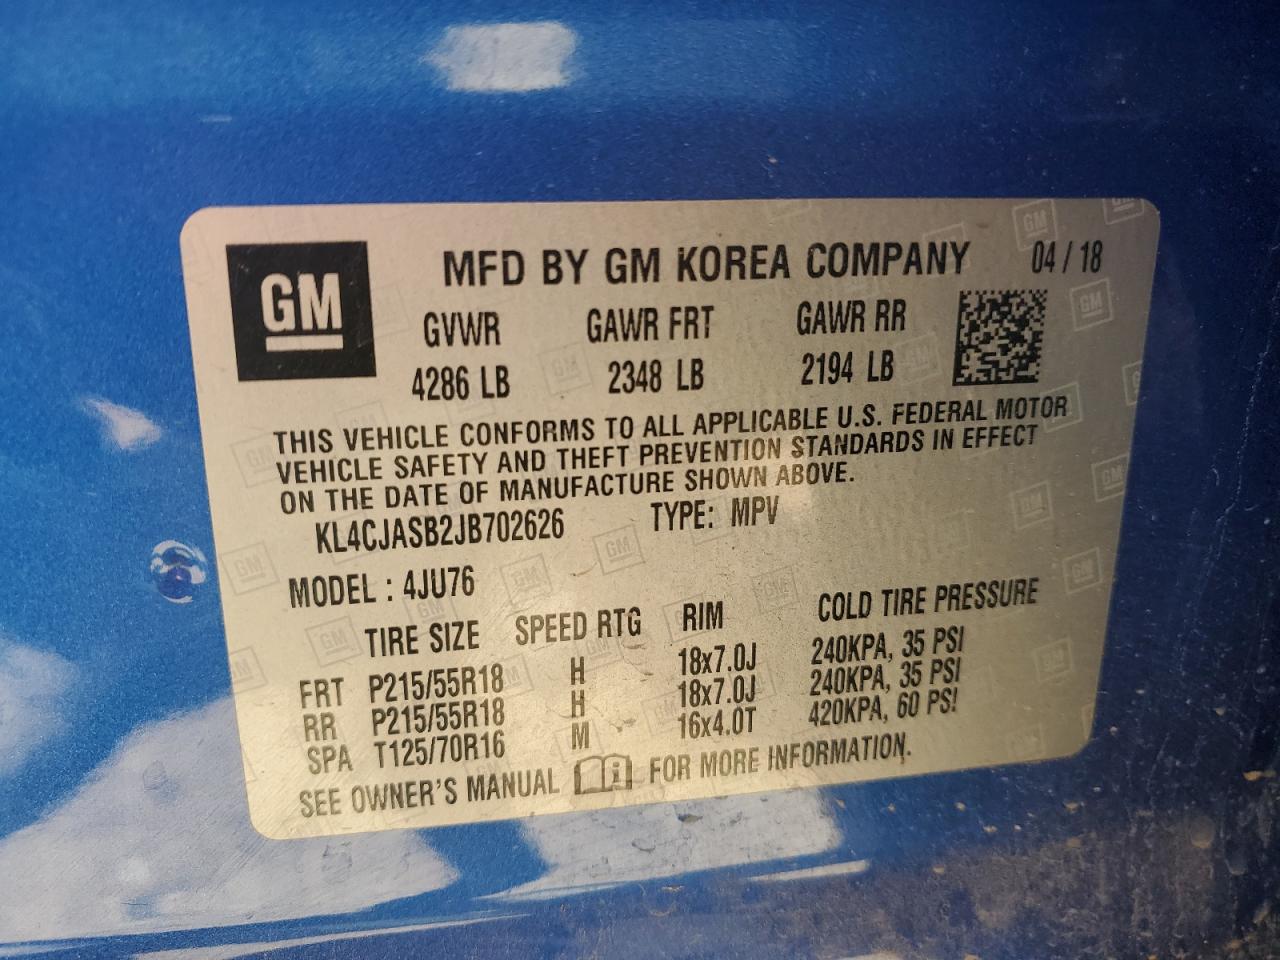 GM
MFD BY GM KOREA COMPANY 04/18
GVWR GAWR FRT GAWR RR
4286 LB 2348 LB 2194 LB
THIS VEHICLE CONFORMS TO ALL APPLICABLE U.S. FEDERAL MOTOR
VEHICLE SAFETY AND THEFT PREVENTION STANDARDS IN EFFECT
ON THE DATE OF MANUFACTURE SHOWN ABOVE.
KL4CJASB2JB702626 TYPE: MPV
MODEL : 4JU76
TIRE SIZE SPEED RTG RIM COLD TIRE PRESSURE
FRT P215/55R18 H 18x7.0J 240KPA, 35 PSI
RR P215/55R18 H 18x7.0J 240KPA, 35 PSI
SPA T125/70R16 M 16x4.0T 420KPA, 60 PSI
SEE OWNER'S MANUAL FOR MORE INFORMATION.